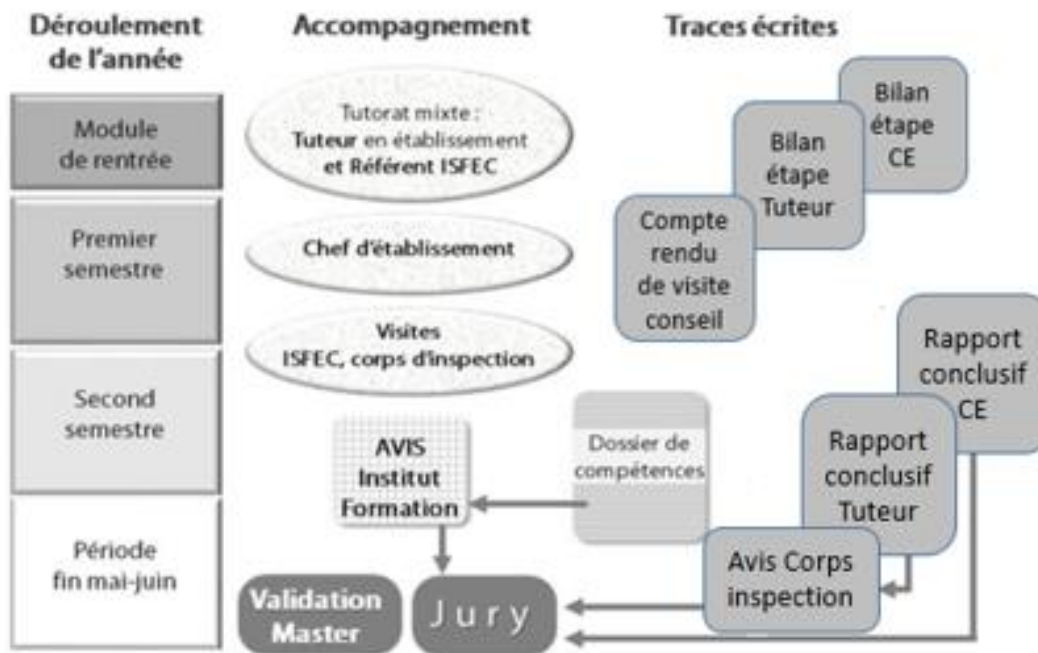 Déroulement
de l'année
Accompagnement
Traces écrites
Module
de rentrée
Premier
semestre
Second
semestre
Période
fin mai-juin
Tutorat mixte :
Tuteur en établissement
et Référent ISFEC
Chef d'établissement
Visites
ISFEC, corps d'inspection
AVIS
Institut
Formation
Validation
Master
Jury
Dossier de
compétences
Bilan
étape
CE
Bilan
étape
Tuteur
Compte
rendu
de visite
conseil
Rapport
conclusif
CE
Rapport
conclusif
Tuteur
Avis Corps
inspection